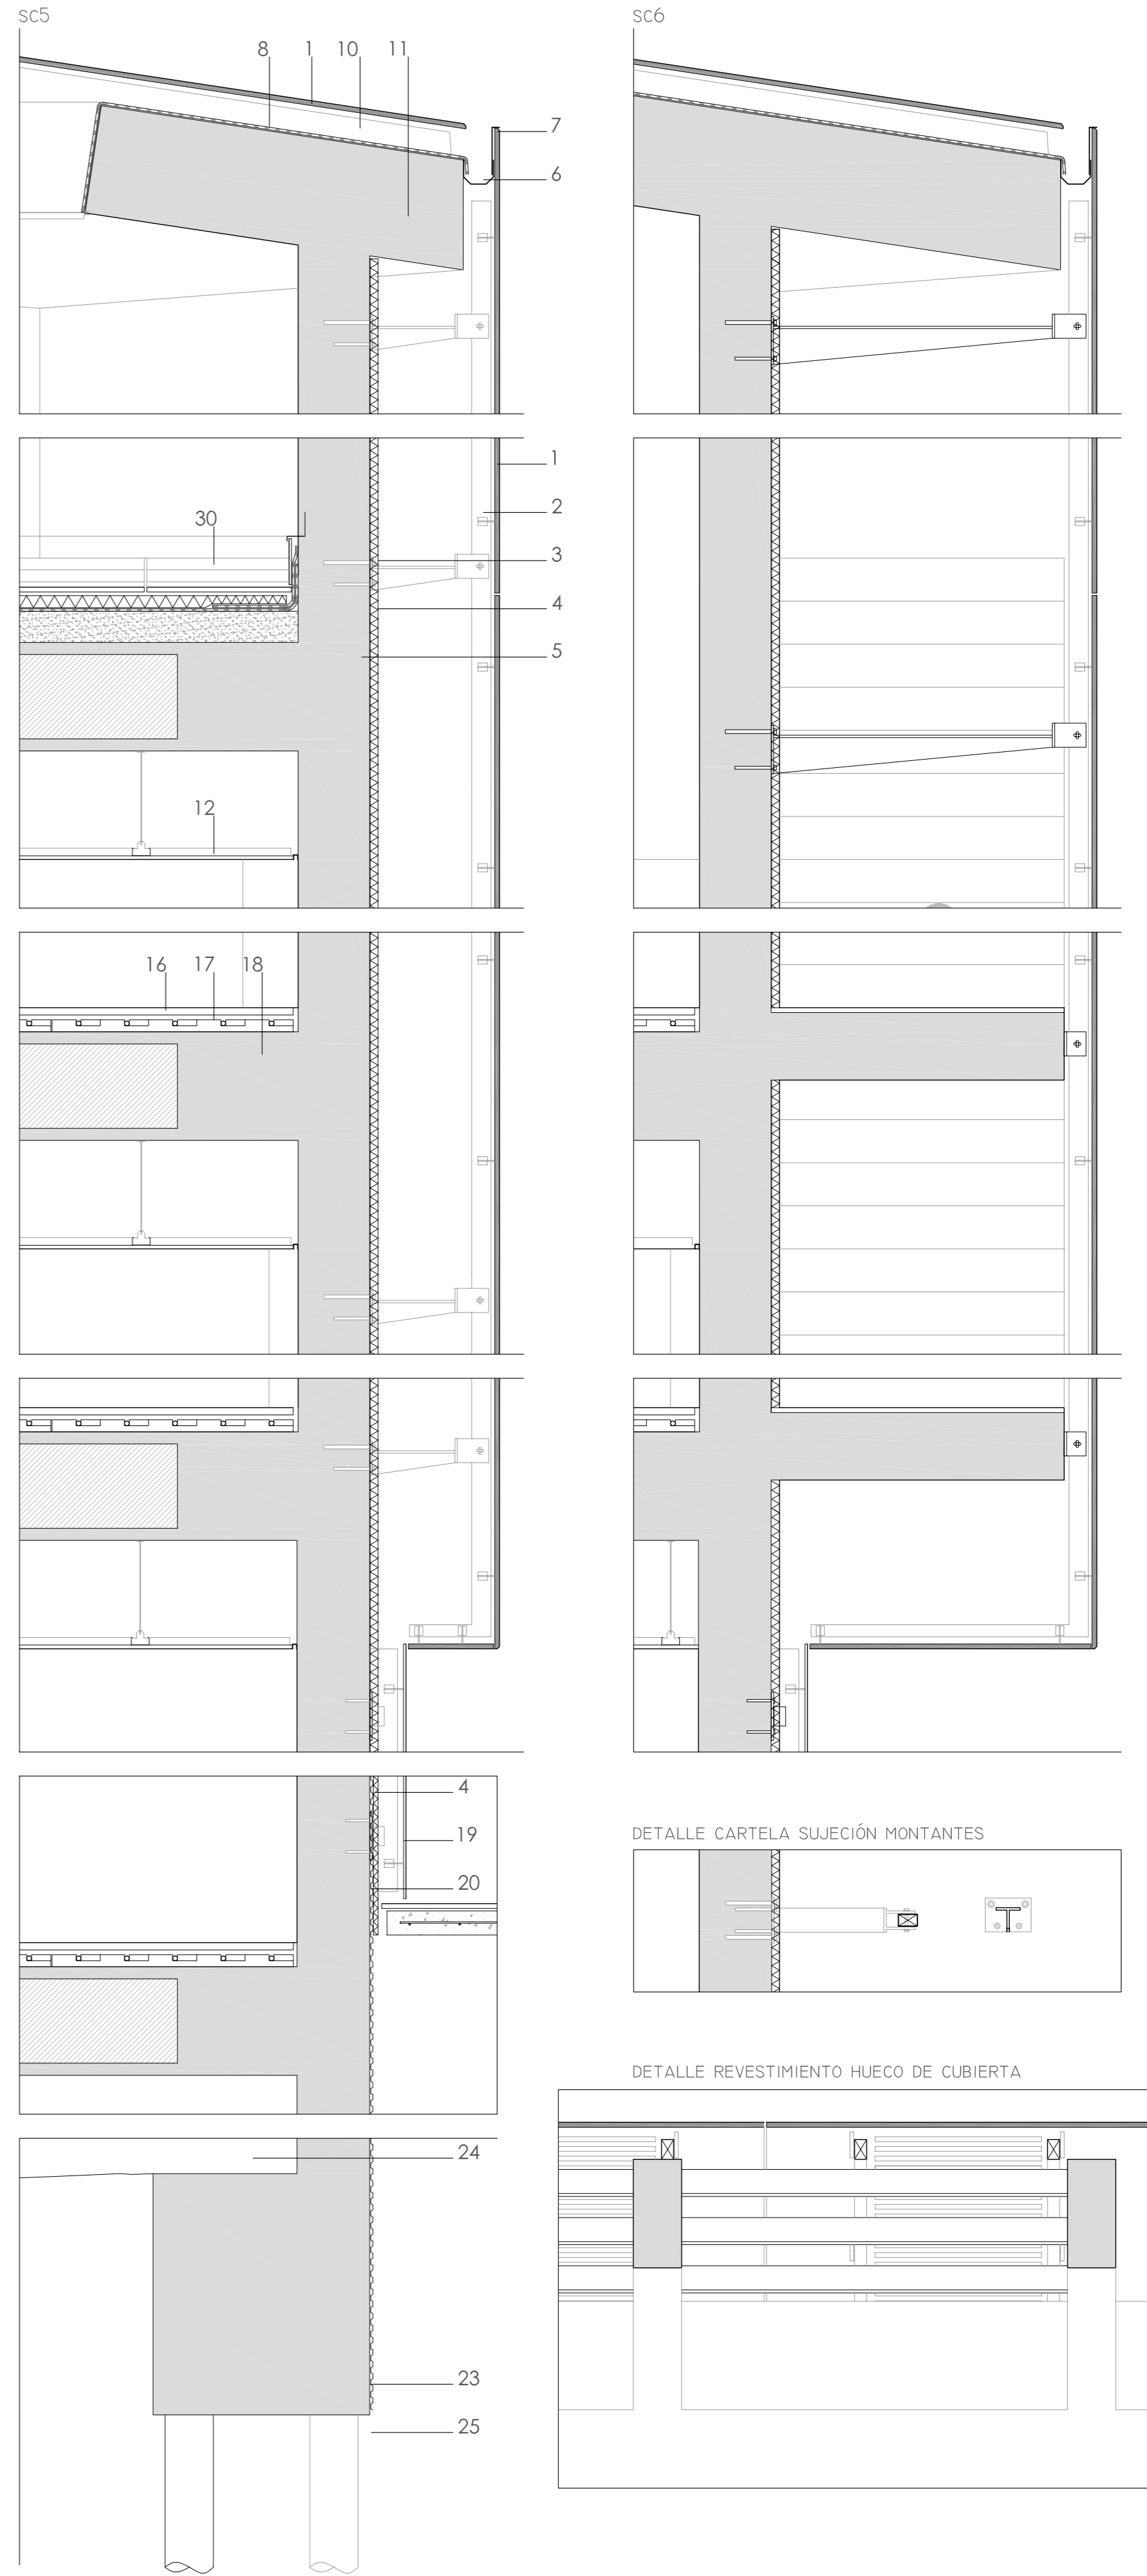 SC5
SC6
8 1 10 11
7
6
1
2
30
3
4
5
12
16 17 18
4
19
20
DETALLE CARTELA SUJECIÓN MONTANTES
DETALLE REVESTIMIENTO HUECO DE CUBIERTA
24
23
25